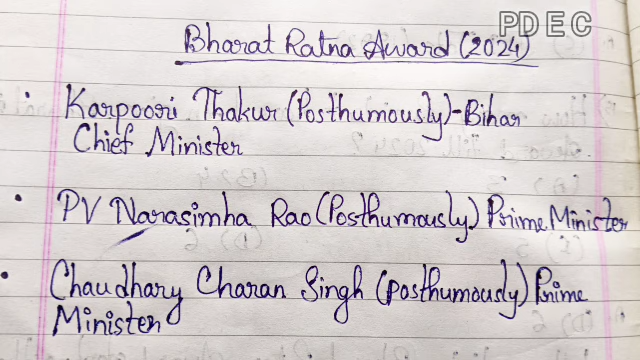 PDEC
Bharat Ratna Award (2024)
Karpoori Thakur (Posthumously)-Bihar
Chief Minister
PV Narasimha Rao (Posthumously) Prime Minister
Chaudhary Charan Singh (posthumously) Prime
Minister